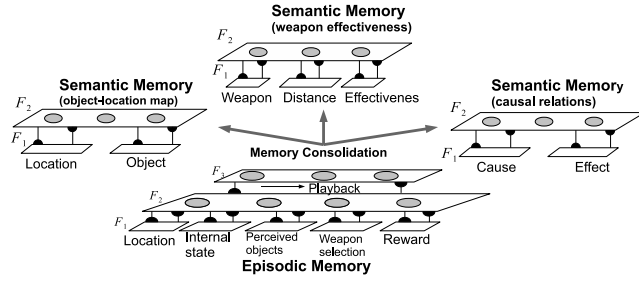 Semantic Memory
(weapon effectiveness)
F2
F1
Weapon Distance Effectivenes
Semantic Memory
(object-location map)
F2
F1
Location Object
Semantic Memory
(causal relations)
F2
F1
Cause Effect
Memory Consolidation
F3
Playback
F2
F1
Location Internal state Perceived objects Weapon selection Reward
Episodic Memory